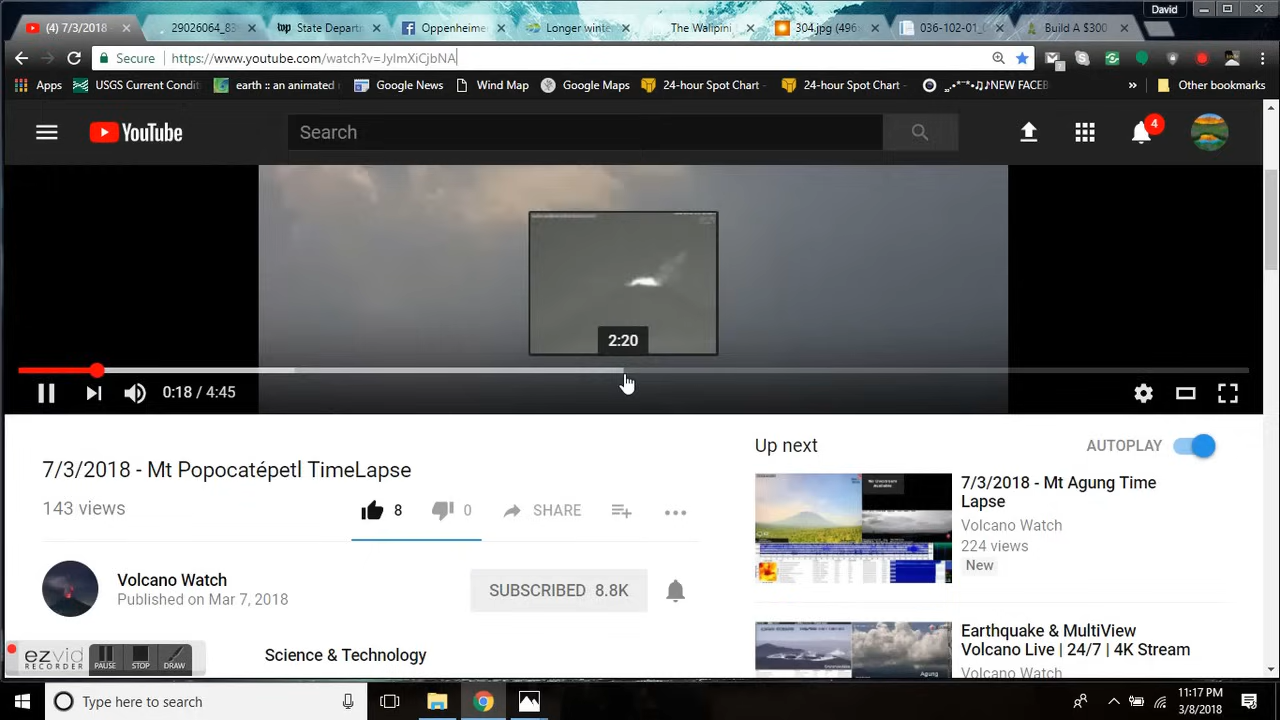 David
(4) 7/3/2018
29026064_83
wp State Depart
Oppenheime
Longer winte
The Walipini
304.jpg (496
036-102-01_0
Build A $300
Secure
https://www.youtube.com/watch?v=JyImXiCjbNA
Apps
USGS Current Condit
earth :: an animated
Google News
Wind Map
Google Maps
24-hour Spot Chart
24-hour Spot Chart
NEW FACEB
»
Other bookmarks
YouTube
Search
4
2:20
0:18 / 4:45
7/3/2018 - Mt Popocatépetl TimeLapse
143 views
8
0
SHARE
Volcano Watch
Published on Mar 7, 2018
SUBSCRIBED 8.8K
Science & Technology
Up next
AUTOPLAY
7/3/2018 - Mt Agung Time
Lapse
Volcano Watch
224 views
New
Earthquake & MultiView
Volcano Live | 24/7 | 4K Stream
Volcano Watch
Agung
ezvid
RECORDER
PAUSE
STOP
DRAW
Type here to search
11:17 PM
3/8/2018